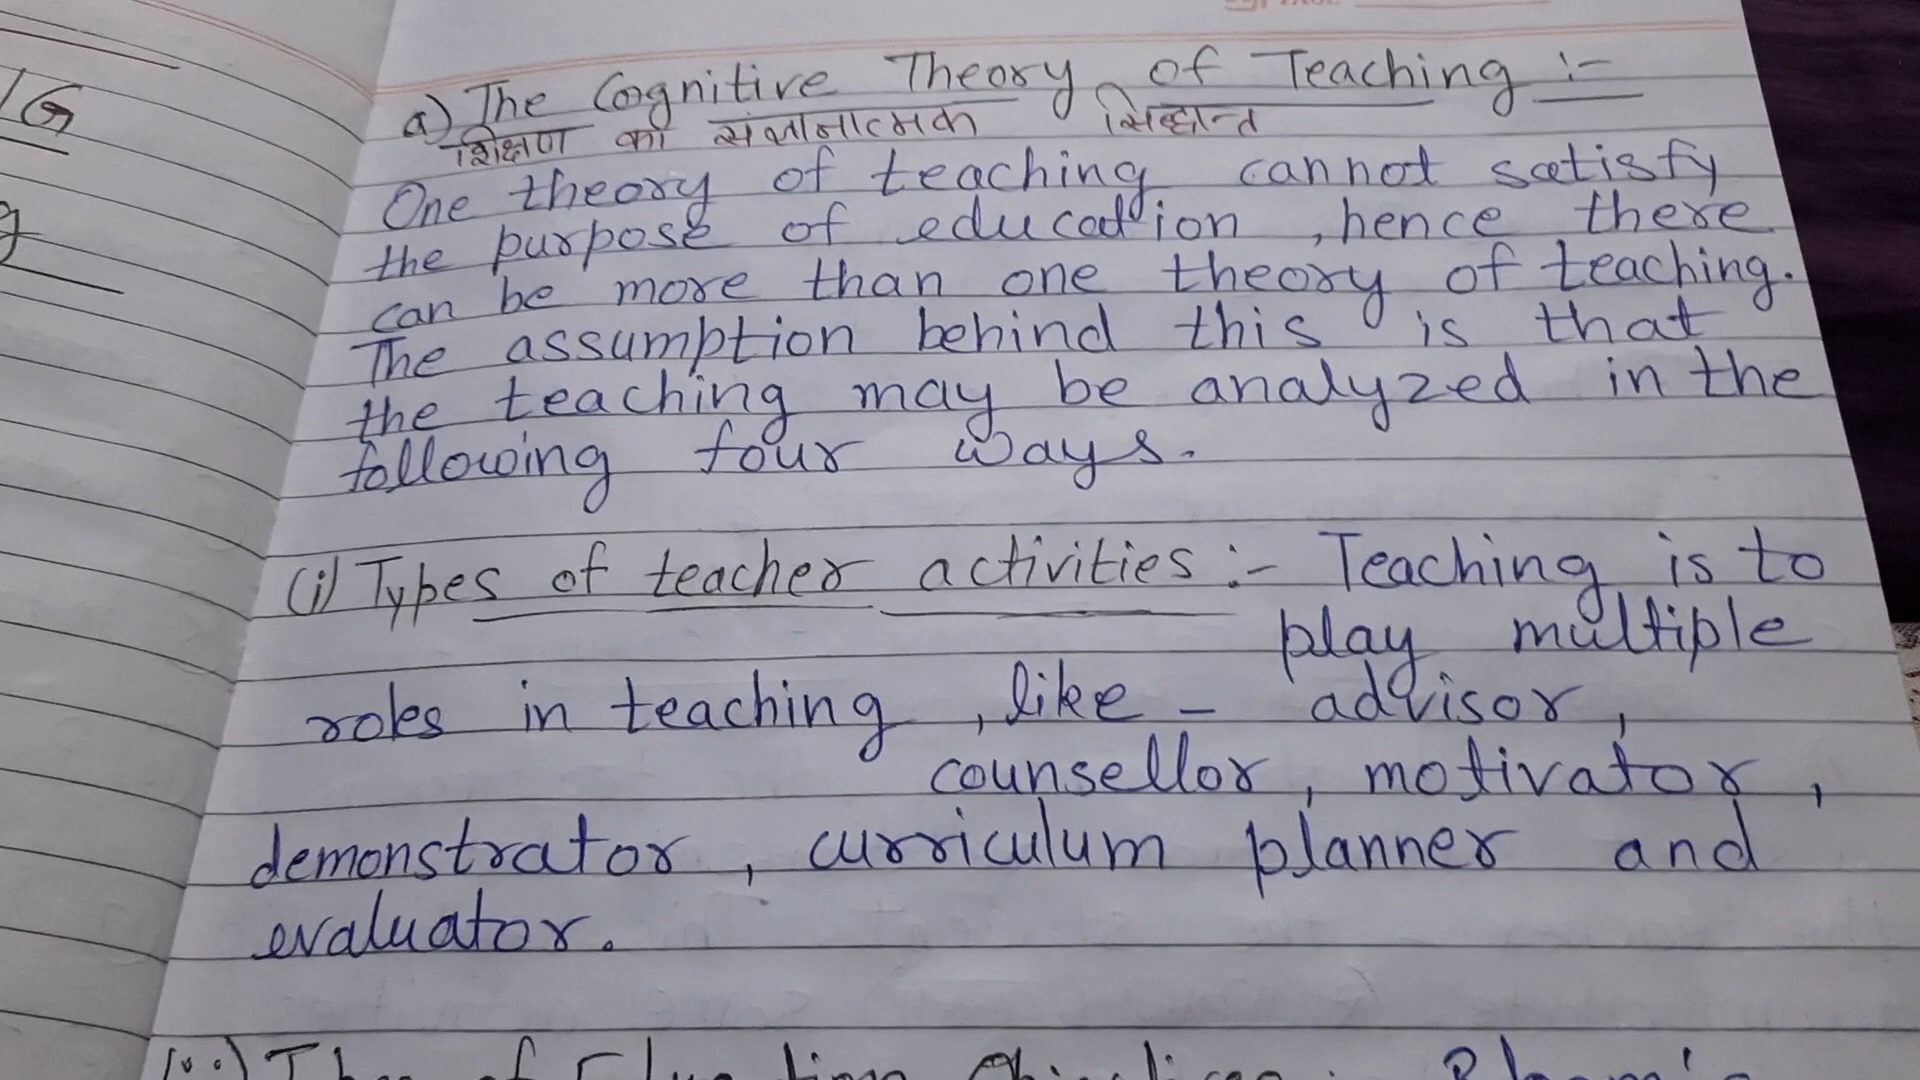 a) The Cognitive Theory of Teaching :-
शिक्षण का संज्ञानात्मक सिद्धान्त
One theory of teaching cannot satisfy
the purpose of education, hence there
can be more than one theory of teaching.
The assumption behind this is that
the teaching may be analyzed in the
following four ways.
(i) Types of teacher activities :- Teaching is to
play multiple
roles in teaching, like - advisor,
counsellor, motivator,
demonstrator, curriculum planner and
evaluator.